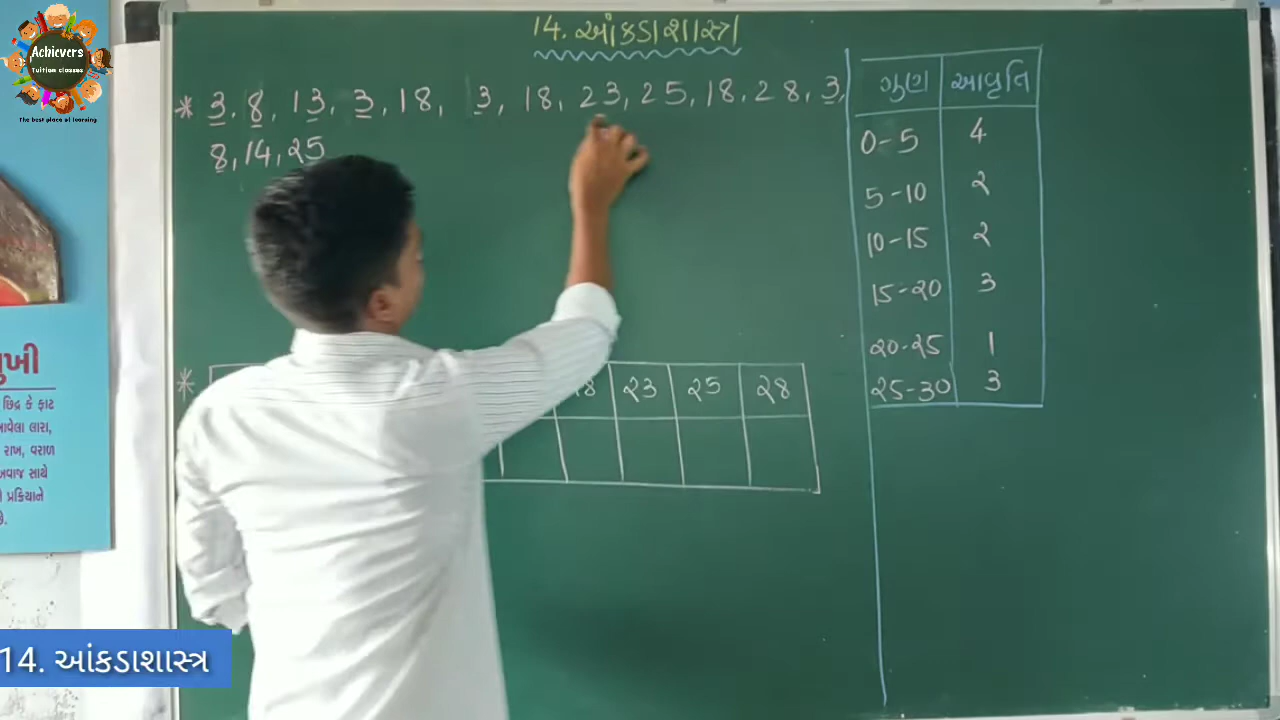 Achievers
Tuition classes
The best place of learning
14. આંકડાશાસ્ત્ર
* 3, 8, 13, 3, 18, 3, 18, 23, 25, 18, 28, 3,
8, 14, 25
ગુણ આવૃતિ
0-5 4
5-10 2
10-15 2
15-20 3
20-25 1
25-30 3
* 18 23 25 28
છિદ્ર કે ફાટ
રાખ, વરાળ
14. આંકડાશાસ્ત્ર